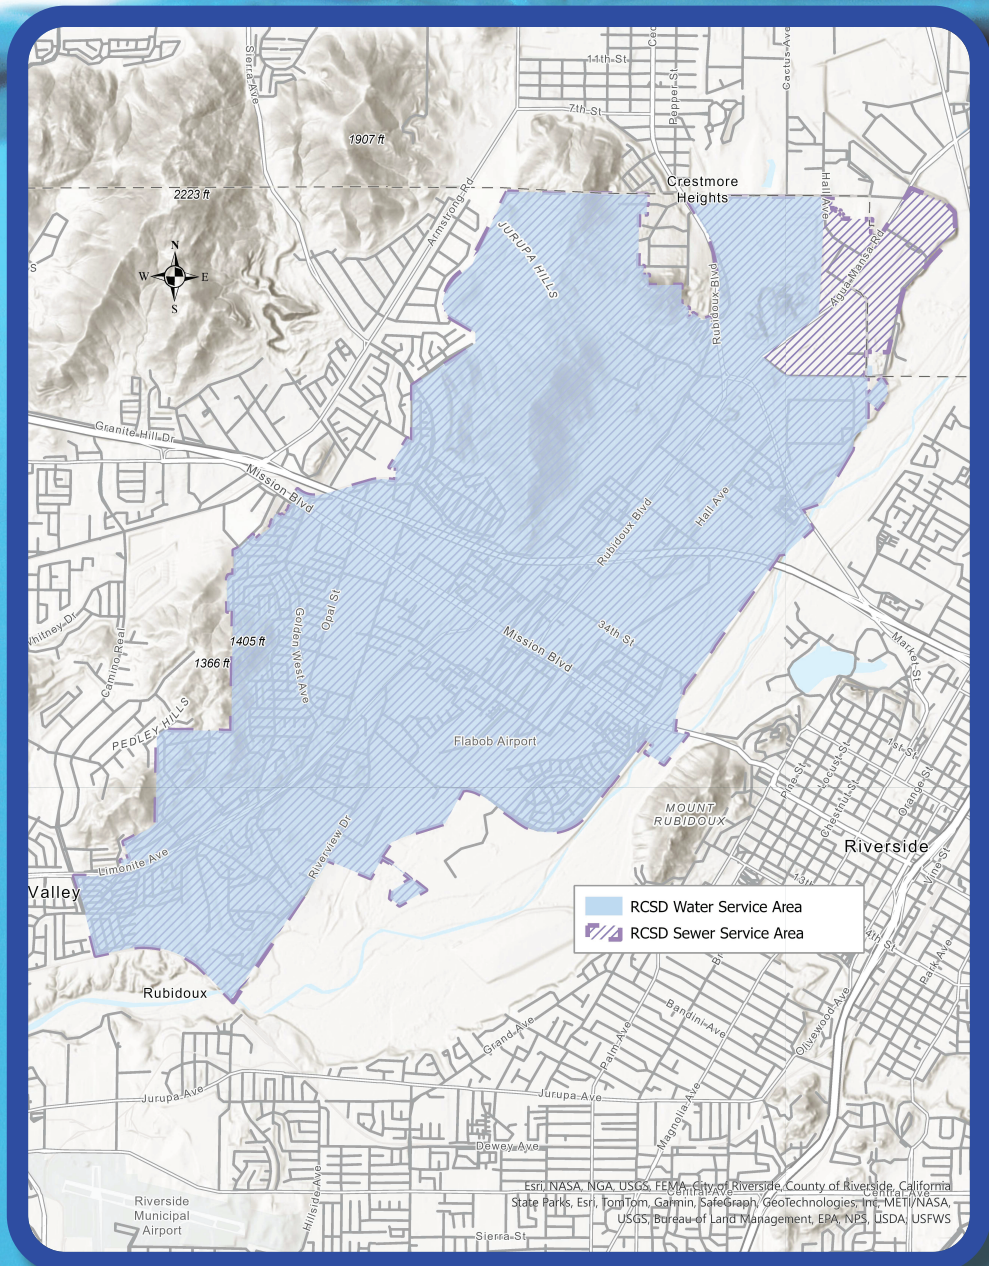 Sierra Ave
11th St
Cactus Ave
Pepper St
7th St
1907 ft
Crestmore
Heights
2223 ft
Armstrong Rd
Hall Ave
JURUPA HILLS
N
W E
S
S
Agua Mansa Rd
Rubidoux Blvd
Granite Hill Dr
Mission Blvd
Rubidoux Blvd
Hall Ave
Opal St
Golden West Ave
34th St
Mission Blvd
Whitney Dr
Camino Real
1405 ft
1366 ft
Market St
PEDLEY HILLS
Flabob Airport
1st St
Pine St
Locust St
Chestnut St
Orange St
MOUNT
RUBIDOUX
Riverside
Riverview Dr
Limonite Ave
Vine St
Valley
13th
RCSD Water Service Area
RCSD Sewer Service Area
4th St
Park Ave
Rubidoux
Bandini Ave
Olivewood Ave
Grand Ave
Palm Ave
Jurupa Ave
Jurupa Ave
Magnolia Ave
Dewey Ave
Hillside Ave
Central Ave
Central Ave
Riverside
Municipal
Airport
Sierra St
Esri, NASA, NGA, USGS, FEMA, City of Riverside, County of Riverside, California
State Parks, Esri, TomTom, Garmin, SafeGraph, GeoTechnologies, Inc, METI/NASA,
USGS, Bureau of Land Management, EPA, NPS, USDA, USFWS